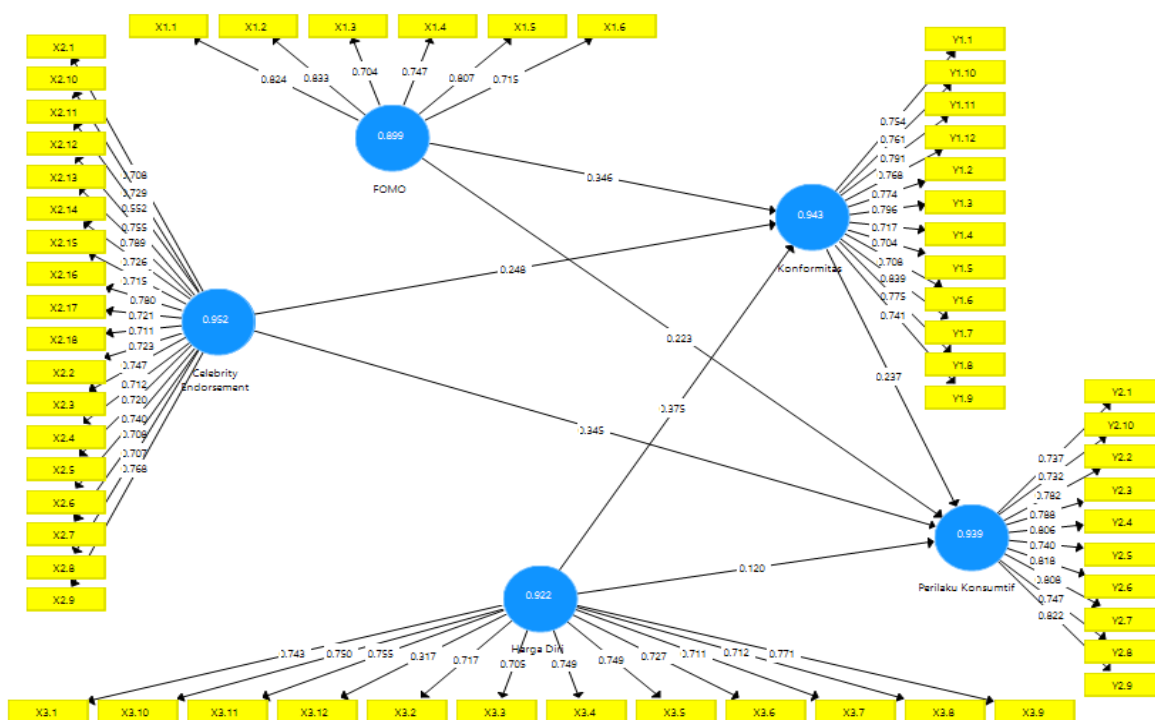 X1.1
X1.2
X1.3
X1.4
X1.5
X1.6
0.824
0.833
0.704
0.747
0.807
0.715
0.899
FOMO
X2.1
X2.10
X2.11
X2.12
X2.13
X2.14
X2.15
X2.16
X2.17
X2.18
X2.2
X2.3
X2.4
X2.5
X2.6
X2.7
X2.8
X2.9
0.708
0.729
0.552
0.755
0.789
0.726
0.715
0.780
0.721
0.711
0.723
0.747
0.712
0.720
0.740
0.708
0.707
0.768
0.952
Celebrity
Endorsement
0.346
0.248
0.223
0.375
0.345
0.237
0.120
0.943
Konformitas
0.754
0.761
0.791
0.768
0.774
0.796
0.717
0.704
0.708
0.839
0.775
0.741
Y1.1
Y1.10
Y1.11
Y1.12
Y1.2
Y1.3
Y1.4
Y1.5
Y1.6
Y1.7
Y1.8
Y1.9
0.939
Perilaku Konsumtif
0.737
0.732
0.782
0.788
0.806
0.740
0.818
0.808
0.747
0.822
Y2.1
Y2.10
Y2.2
Y2.3
Y2.4
Y2.5
Y2.6
Y2.7
Y2.8
Y2.9
0.922
Harga Diri
0.743
0.750
0.755
0.317
0.717
0.705
0.749
0.749
0.727
0.711
0.712
0.771
X3.1
X3.10
X3.11
X3.12
X3.2
X3.3
X3.4
X3.5
X3.6
X3.7
X3.8
X3.9